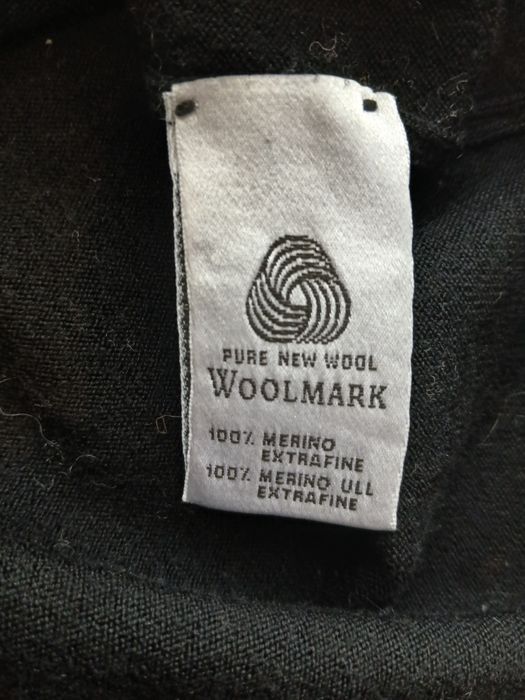 PURE NEW WOOL
WOOLMARK
100% MERINO
EXTRAFINE
100% MERINO ULL
EXTRAFINE